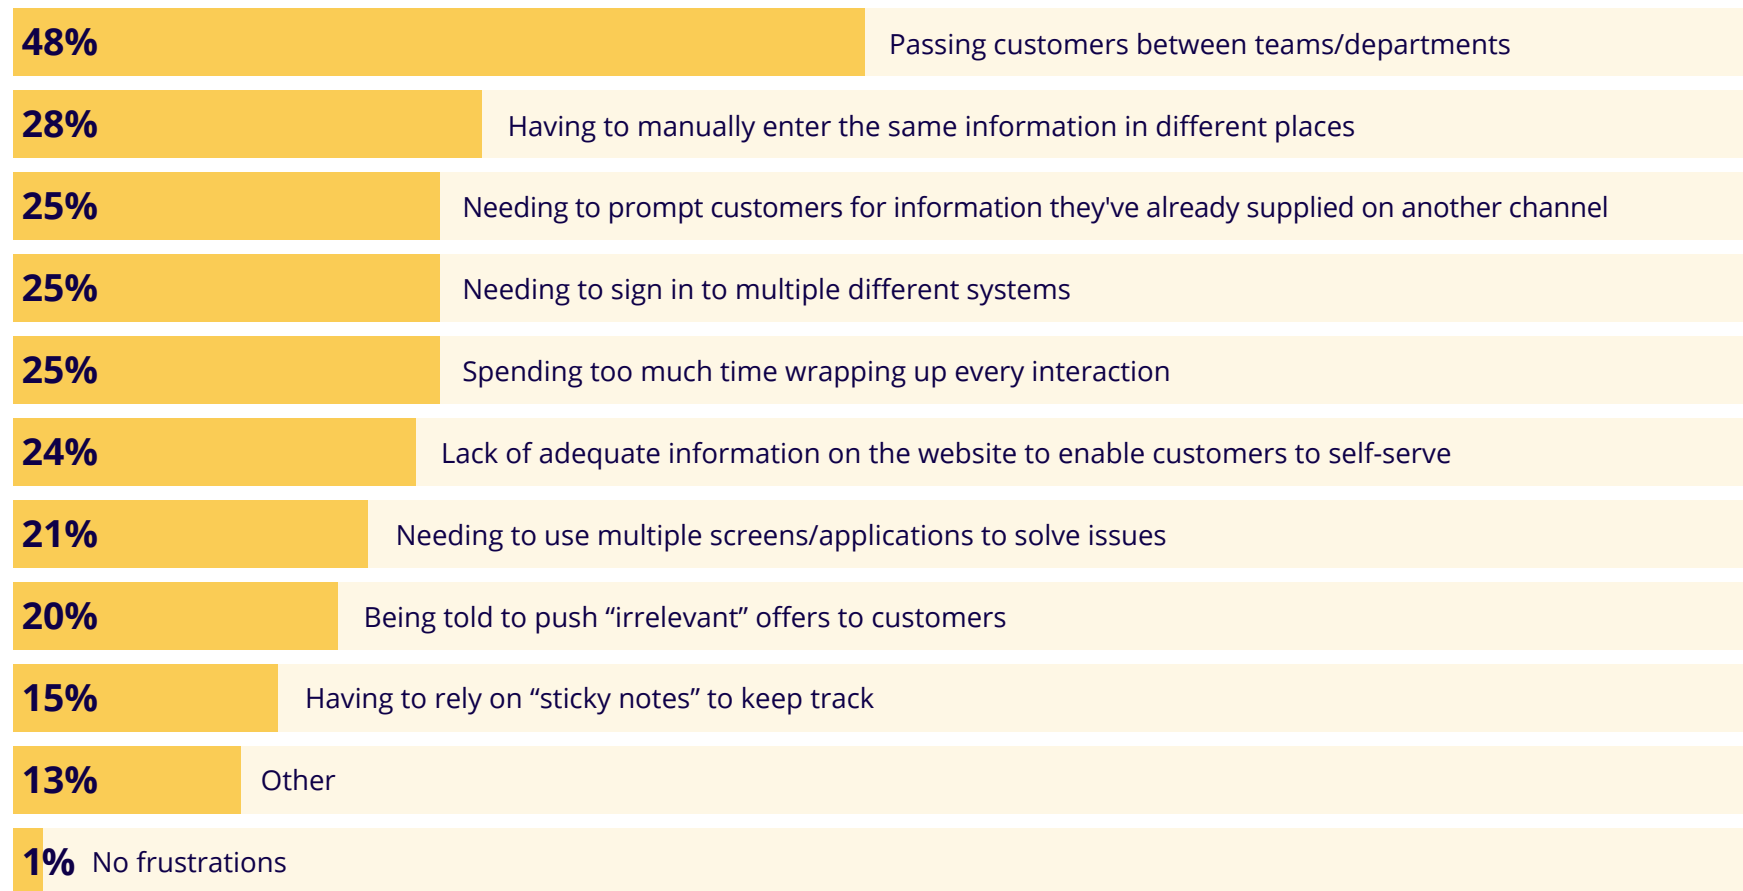 48% Passing customers between teams/departments
28% Having to manually enter the same information in different places
25% Needing to prompt customers for information they've already supplied on another channel
25% Needing to sign in to multiple different systems
25% Spending too much time wrapping up every interaction
24% Lack of adequate information on the website to enable customers to self-serve
21% Needing to use multiple screens/applications to solve issues
20% Being told to push “irrelevant” offers to customers
15% Having to rely on “sticky notes” to keep track
13% Other
1% No frustrations